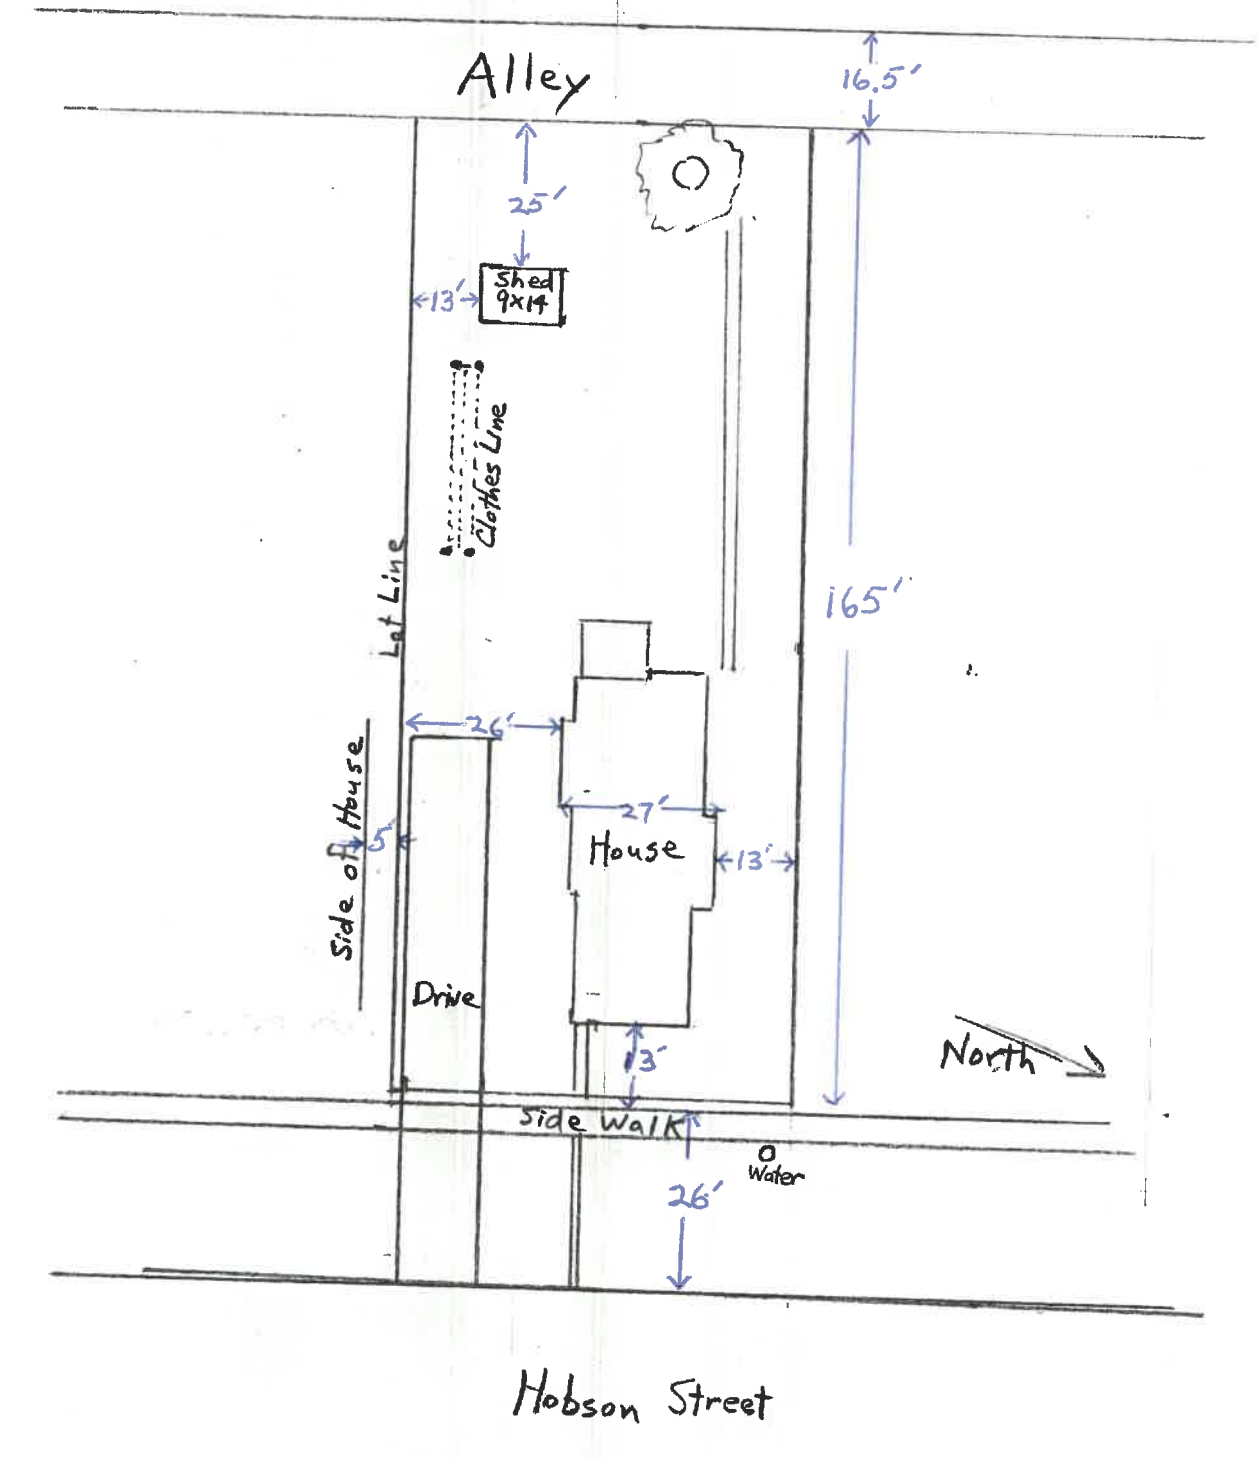 Alley
16.5'
25'
Shed
9x14
13'
Clothes Line
Lot Line
165'
26'
Side of House
5'
27'
House
13'
Drive
13'
North
Side Walk
Water
26'
Hobson Street